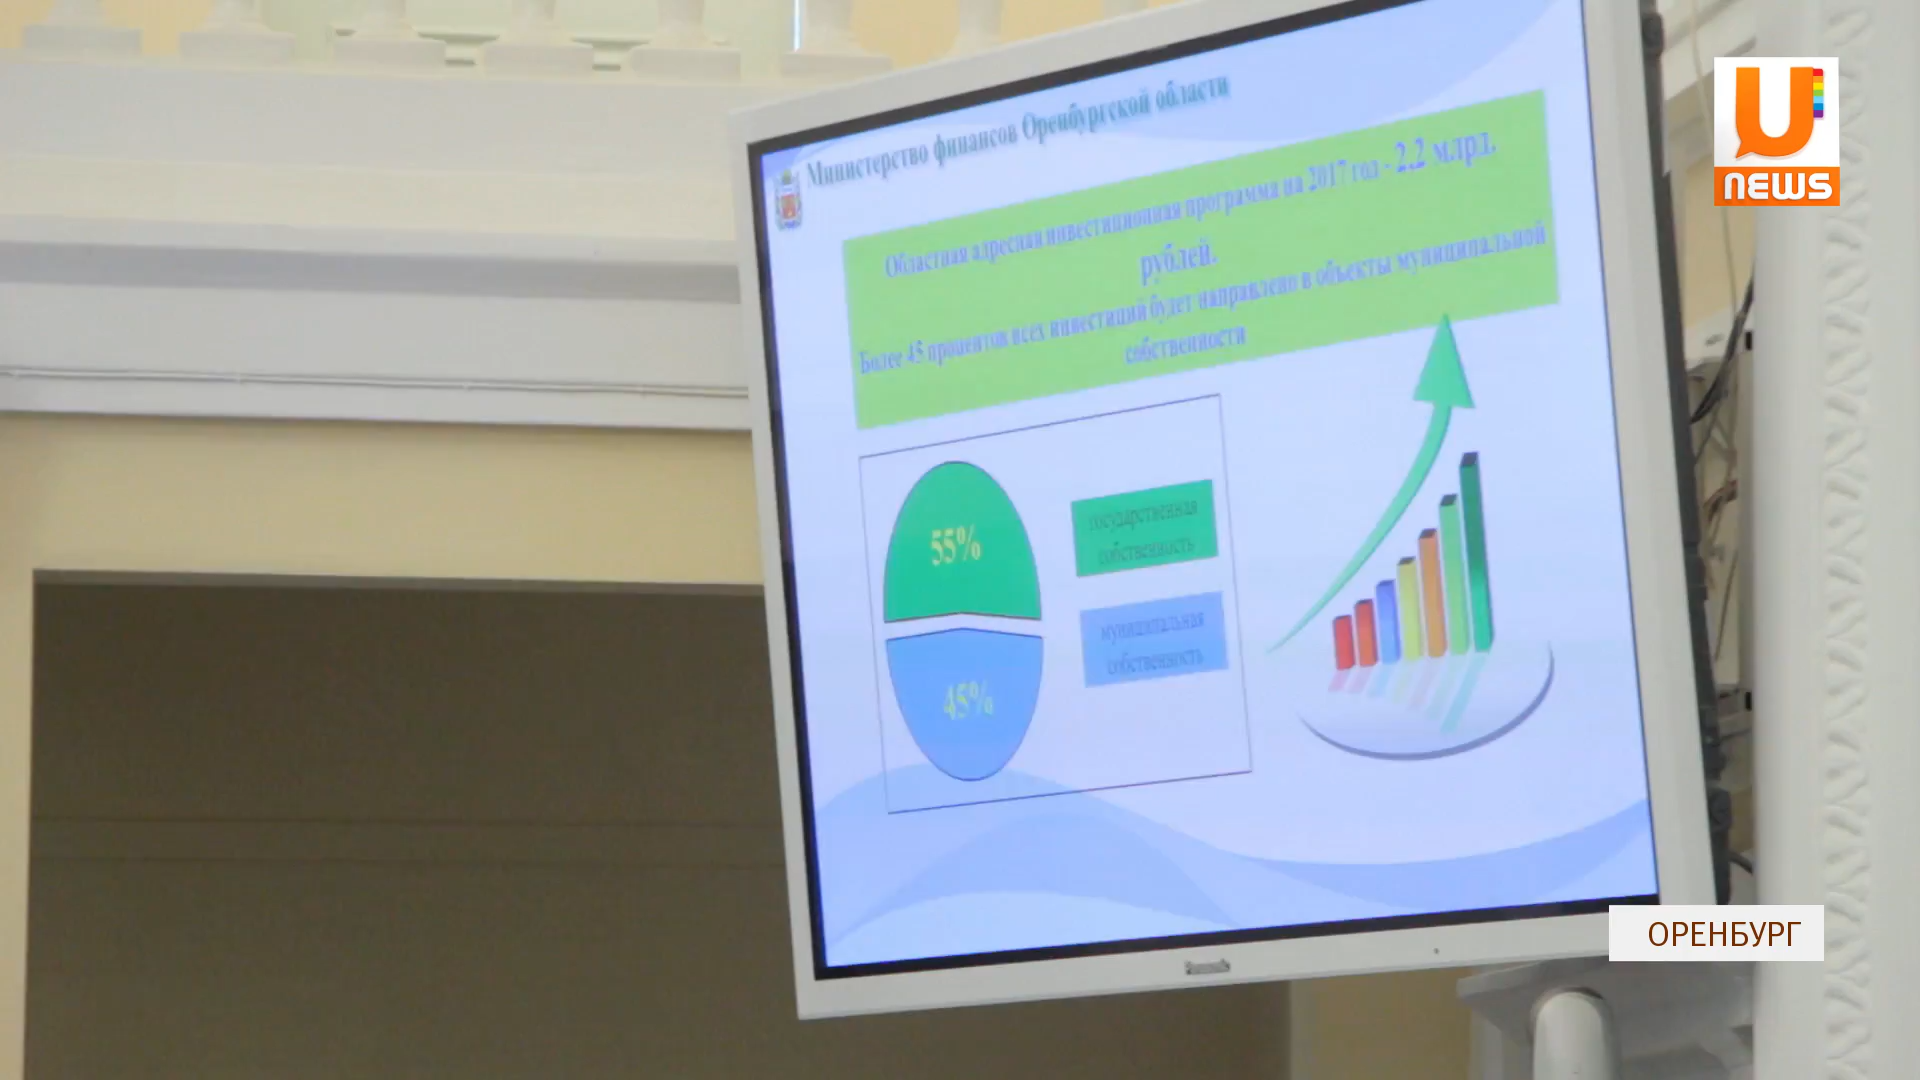 Министерство финансов Оренбургской области
Областная адресная инвестиционная программа на 2017 год - 2,2 млрд.
рублей.
Более 45 процентов всех инвестиций будет направлено в объекты муниципальной
собственности
55%
государственная
собственность
45%
муниципальная
собственность
U
NEWS
ОРЕНБУРГ